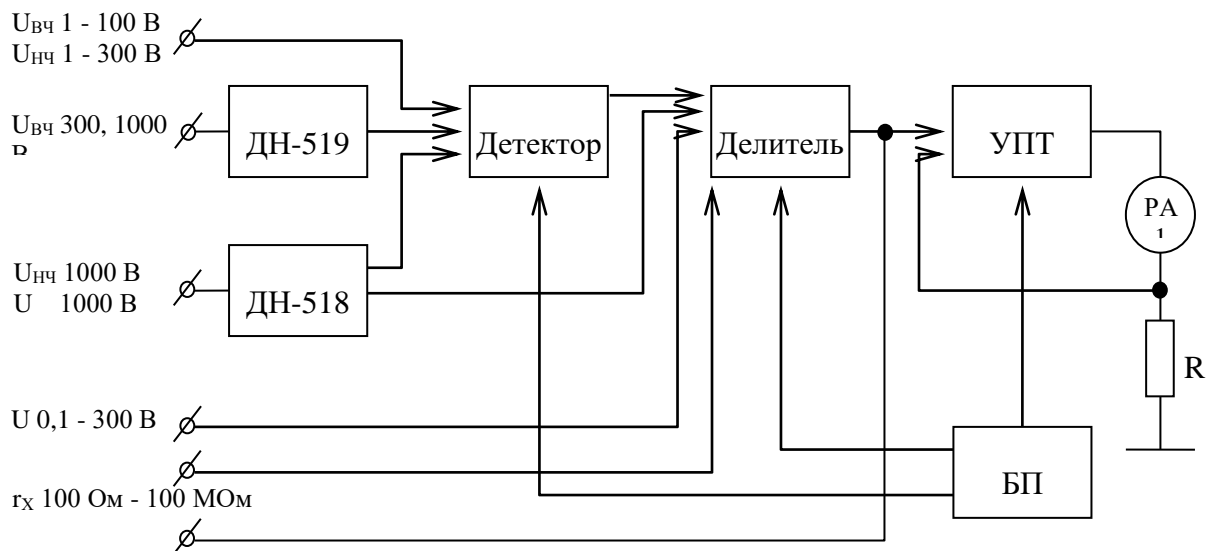 UВЧ 1 - 100 В
UНЧ 1 - 300 В
UВЧ 300, 1000
ДН-519
Детектор
Делитель
УПТ
PA
UНЧ 1000 В
U 1000 В
ДН-518
R
U 0,1 - 300 В
БП
rX 100 Ом - 100 МОм